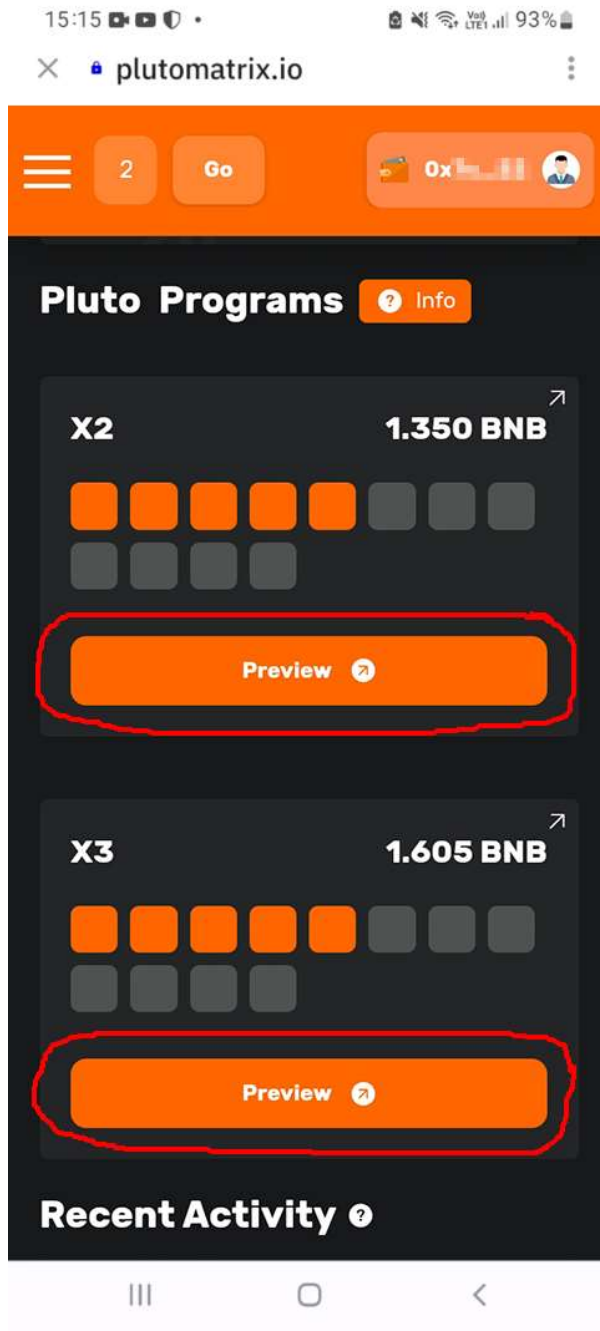 15:15 93%
plutomatrix.io
2 Go 0x
Pluto Programs ? Info
X2 1.350 BNB
Preview
X3 1.605 BNB
Preview
Recent Activity ?